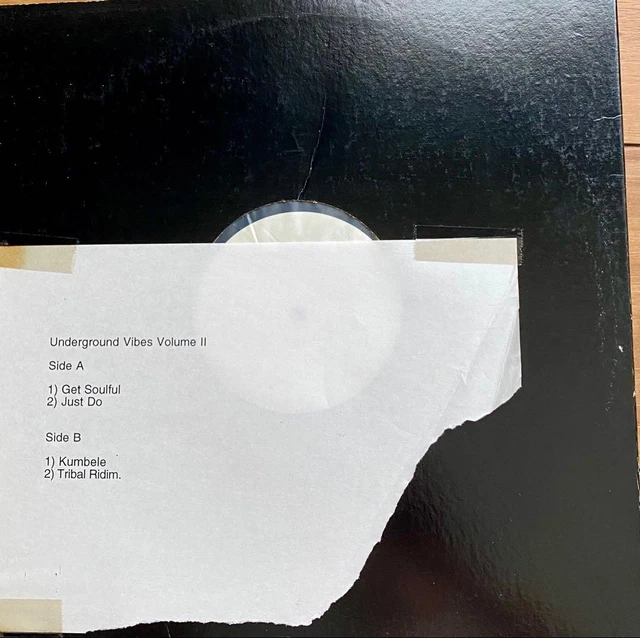 Underground Vibes Volume II
Side A
1) Get Soulful
2) Just Do
Side B
1) Kumbele
2) Tribal Ridim.